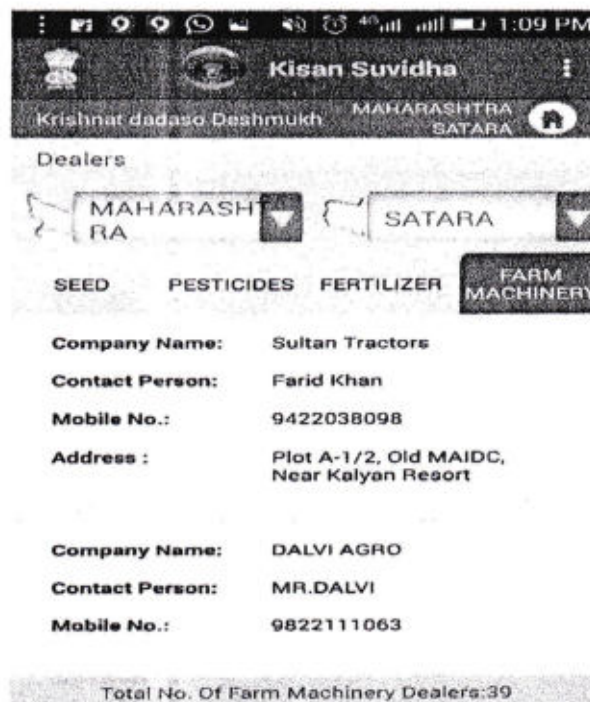 4G 1:09 PM
Kisan Suvidha
Krishnat dadaso Deshmukh
MAHARASHTRA
SATARA
Dealers
MAHARASHT
RA
SATARA
SEED PESTICIDES FERTILIZER FARM
MACHINERY
Company Name: Sultan Tractors
Contact Person: Farid Khan
Mobile No.: 9422038098
Address : Plot A-1/2, Old MAIDC,
Near Kalyan Resort
Company Name: DALVI AGRO
Contact Person: MR.DALVI
Mobile No.: 9822111063
Total No. Of Farm Machinery Dealers:39